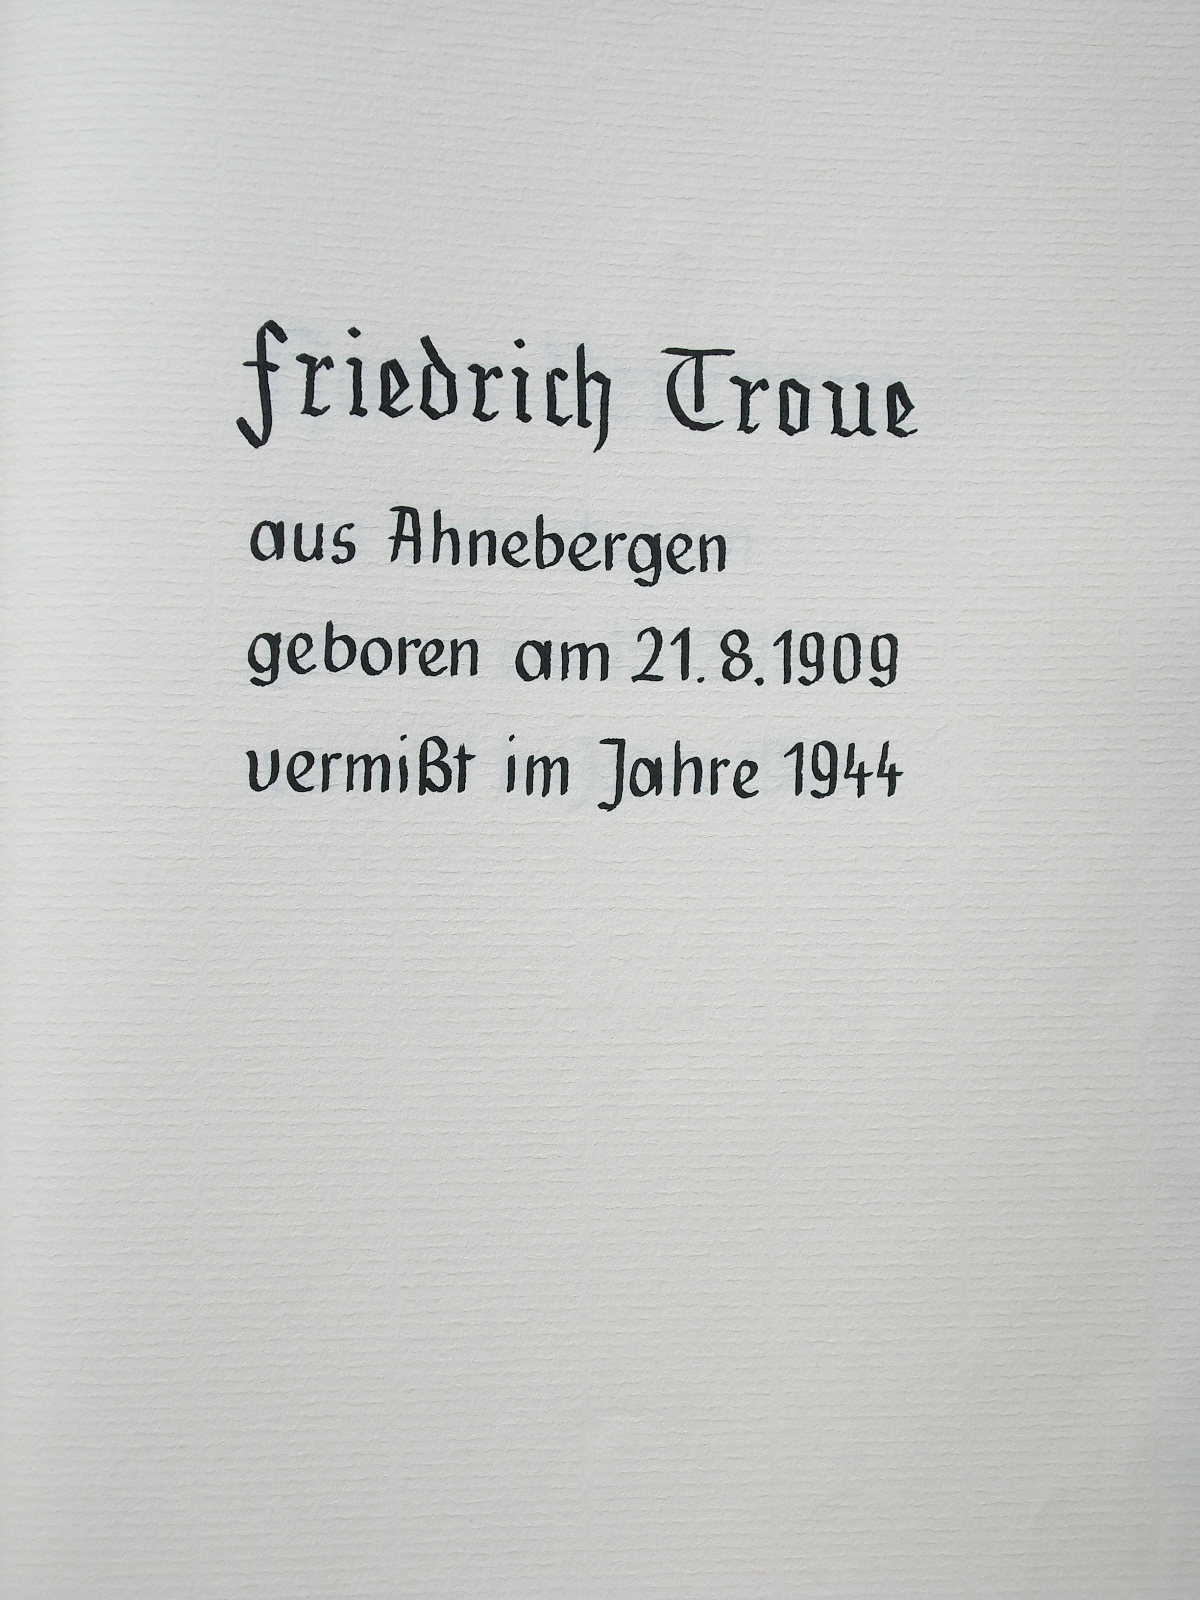 Friedrich Troue
aus Ahnebergen
geboren am 21. 8. 1909
vermißt im Jahre 1944